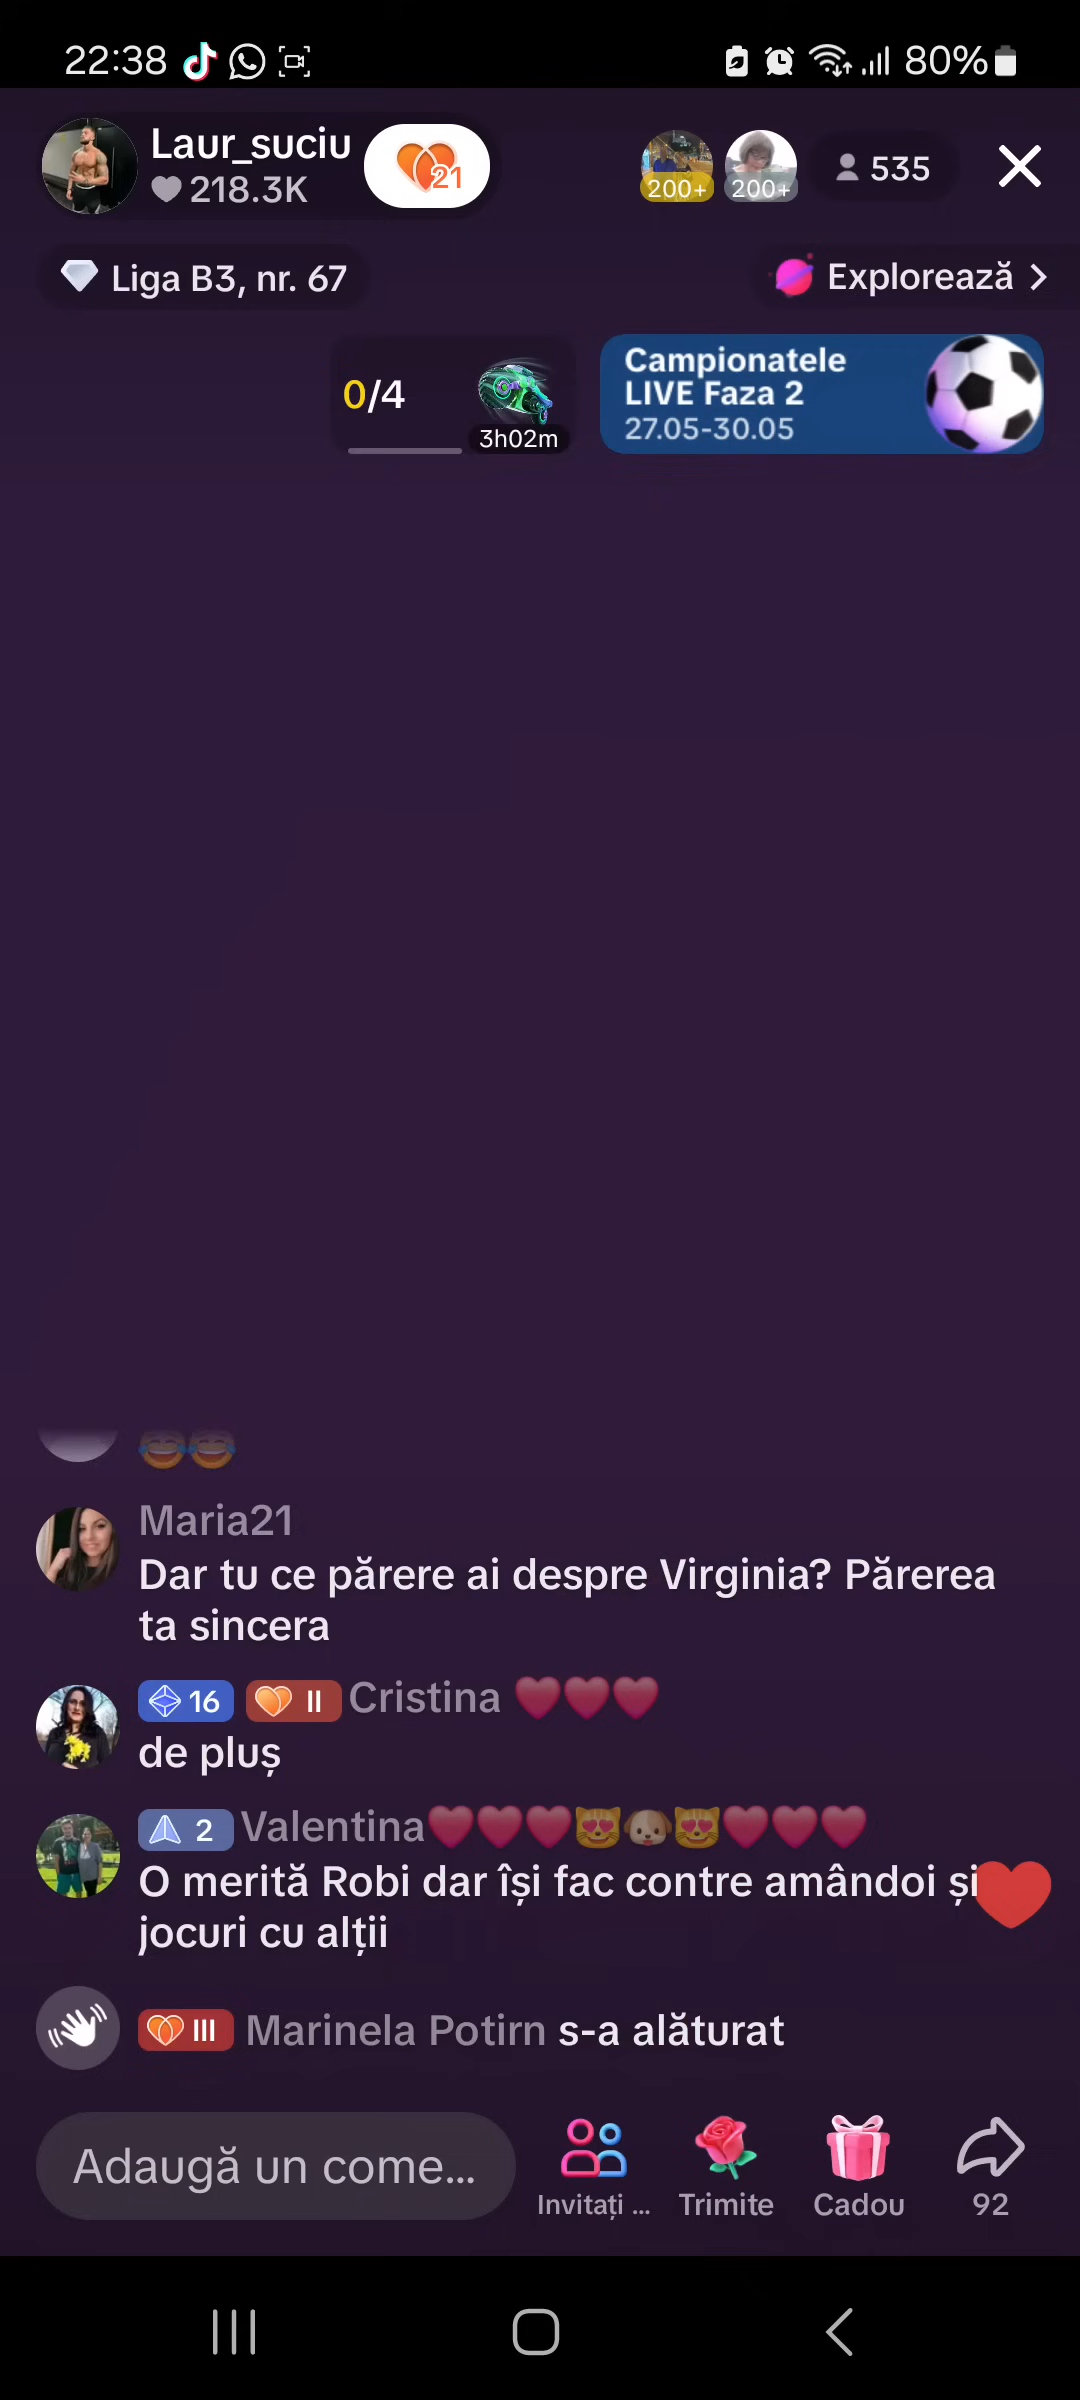 22:38
80%
Laur_suciu
218.3K
21
200+
200+
535
Liga B3, nr. 67
Explorează
0/4
3h02m
Campionatele
LIVE Faza 2
27.05-30.05
😂😂
Maria21
Dar tu ce părere ai despre Virginia? Părerea
ta sincera
16 II Cristina ❤️❤️❤️
de pluș
2 Valentina❤️❤️❤️😻🐶😻❤️❤️❤️
O merită Robi dar își fac contre amândoi și
jocuri cu alții
III Marinela Potirn s-a alăturat
Adaugă un come...
Invitați ...
Trimite
Cadou
92